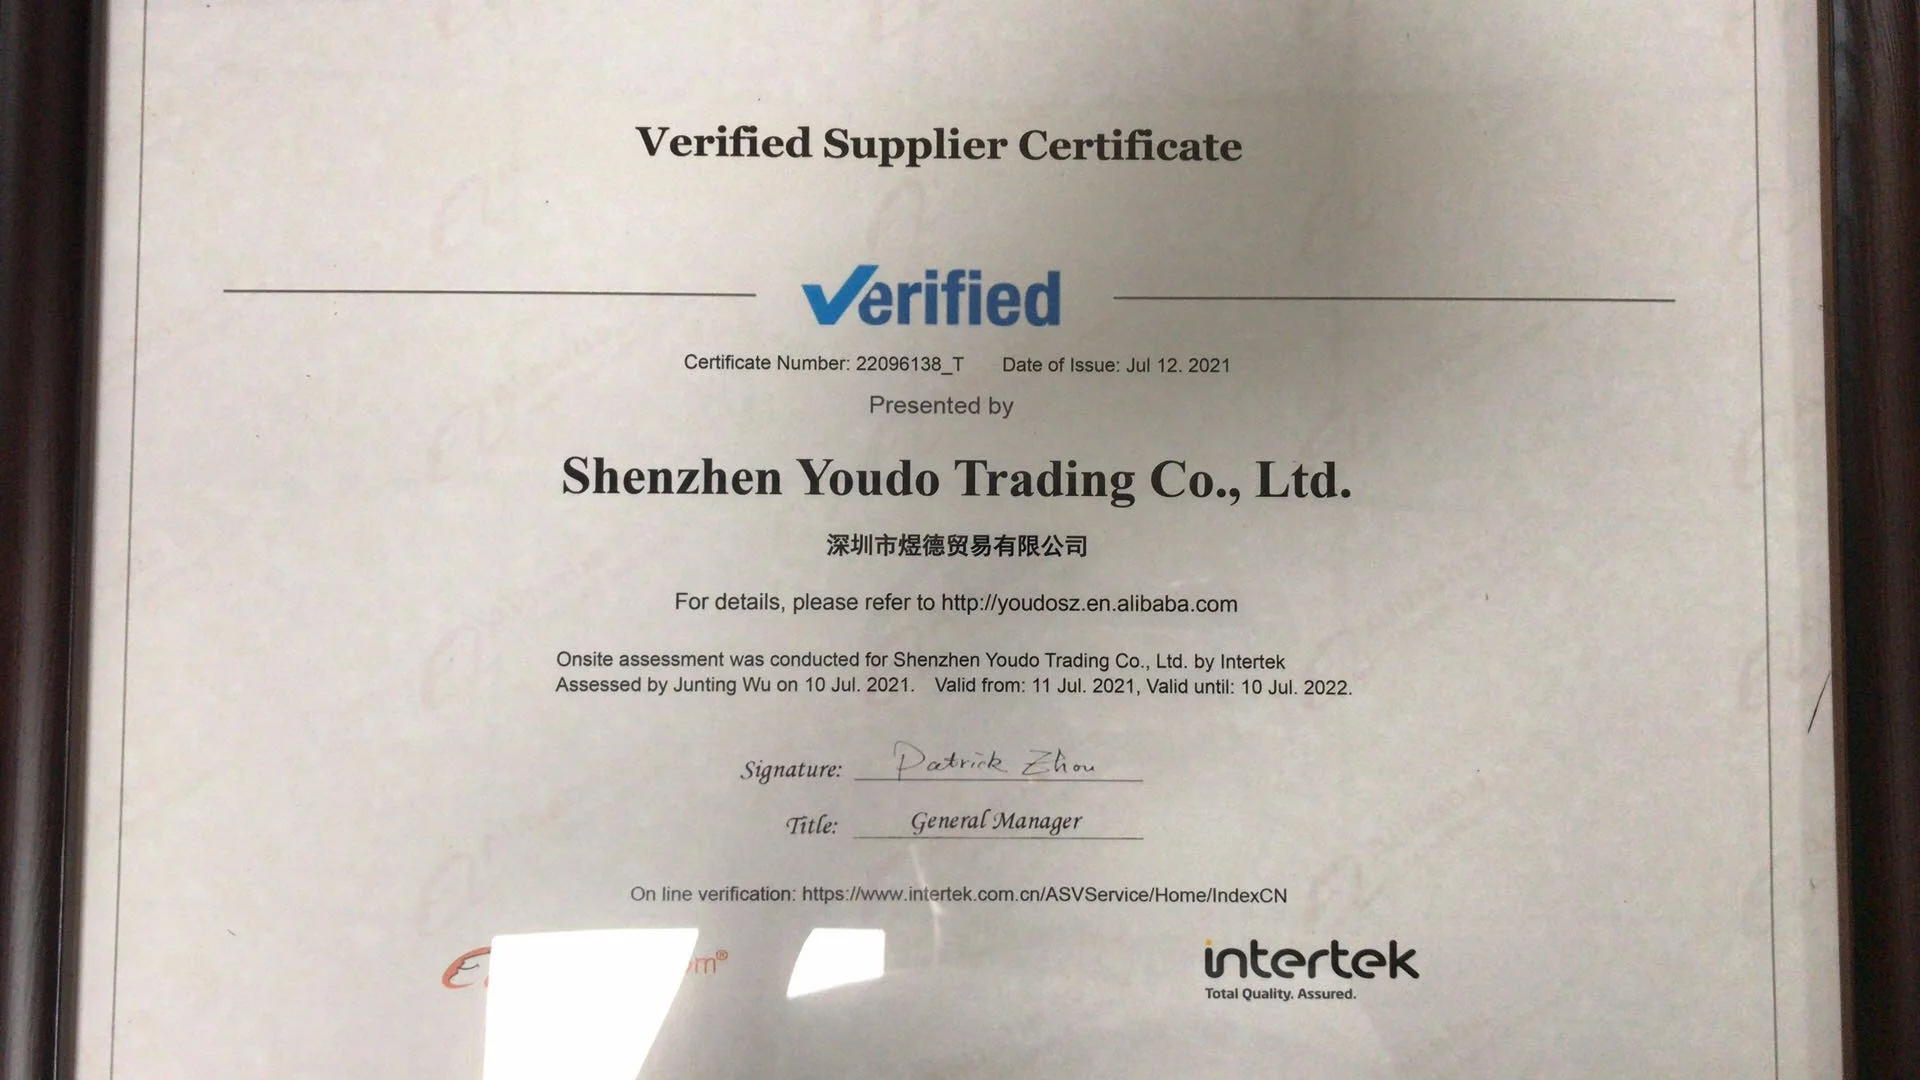 Verified Supplier Certificate
Verified
Certificate Number: 22096138_T Date of Issue: Jul 12. 2021
Presented by
Shenzhen Youdo Trading Co., Ltd.
深圳市煜德贸易有限公司
For details, please refer to http://youdosz.en.alibaba.com
Onsite assessment was conducted for Shenzhen Youdo Trading Co., Ltd. by Intertek
Assessed by Junting Wu on 10 Jul. 2021. Valid from: 11 Jul. 2021, Valid until: 10 Jul. 2022.
Signature: Patrick Zhou
Title: General Manager
On line verification: https://www.intertek.com.cn/ASVService/Home/IndexCN
intertek
Total Quality. Assured.